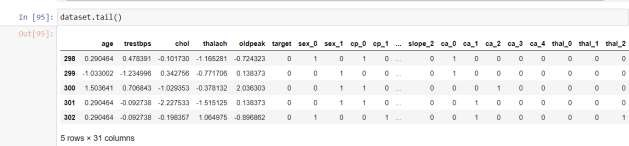 In [95]: dataset.tail()
Out[95]:
age trestbps chol thalach oldpeak target sex_0 sex_1 cp_0 cp_1 ... slope_2 ca_0 ca_1 ca_2 ca_3 ca_4 thal_0 thal_1 thal_2
298 0.290464 0.478391 -0.101730 -1.165281 -0.724323 0 1 0 1 0 ... 0 1 0 0 0 0 0 0 0
299 -1.033002 -1.234996 0.342756 -0.771706 0.138373 0 0 1 0 0 ... 0 1 0 0 0 0 0 0 0
300 1.503641 0.706843 -1.029353 -0.378132 2.036303 0 0 1 1 0 ... 0 0 0 1 0 0 0 0 0
301 0.290464 -0.092738 -2.227533 -1.515125 0.138373 0 0 1 1 0 ... 0 0 1 0 0 0 0 0 0
302 0.290464 -0.092738 -0.198357 1.064975 -0.896862 0 1 0 0 1 ... 0 0 1 0 0 0 0 0 1
5 rows × 31 columns